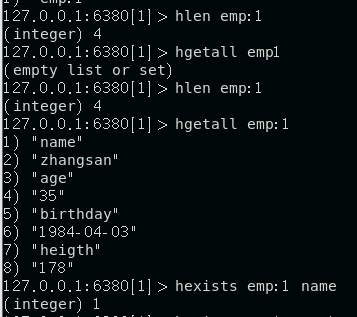 1) "emp:1"
127.0.0.1:6380[1]> hlen emp:1
(integer) 4
127.0.0.1:6380[1]> hgetall emp1
(empty list or set)
127.0.0.1:6380[1]> hlen emp:1
(integer) 4
127.0.0.1:6380[1]> hgetall emp:1
1) "name"
2) "zhangsan"
3) "age"
4) "35"
5) "birthday"
6) "1984-04-03"
7) "heigth"
8) "178"
127.0.0.1:6380[1]> hexists emp:1 name
(integer) 1